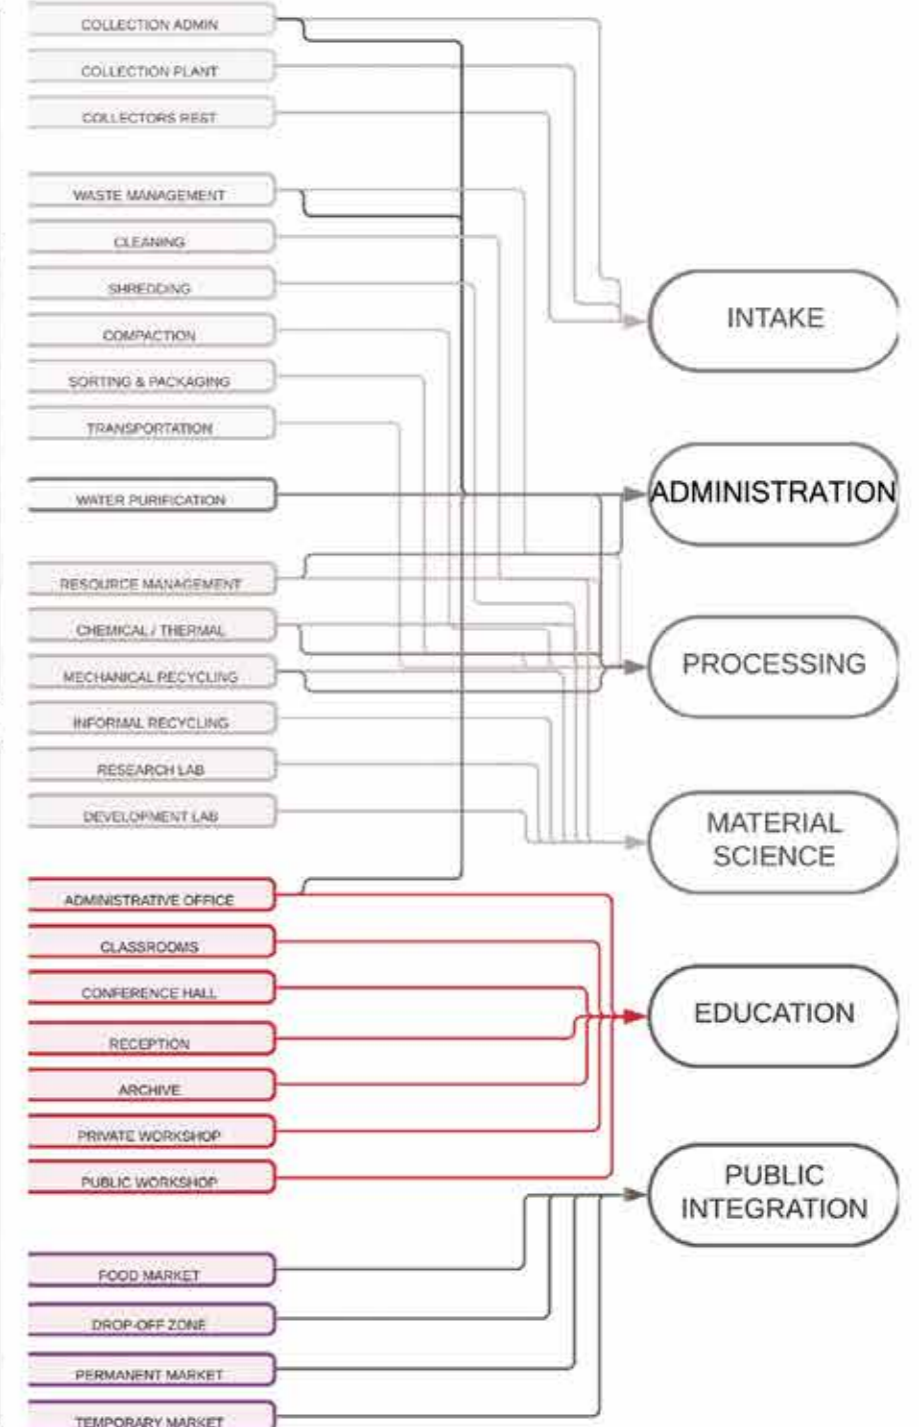 COLLECTION ADMIN
COLLECTION PLANT
COLLECTORS REST
WASTE MANAGEMENT
CLEANING
SHREDDING
COMPACTION
SORTING & PACKAGING
TRANSPORTATION
WATER PURIFICATION
RESOURCE MANAGEMENT
CHEMICAL / THERMAL
MECHANICAL RECYCLING
INFORMAL RECYCLING
RESEARCH LAB
DEVELOPMENT LAB
ADMINISTRATIVE OFFICE
CLASSROOMS
CONFERENCE HALL
RECEPTION
ARCHIVE
PRIVATE WORKSHOP
PUBLIC WORKSHOP
FOOD MARKET
DROP-OFF ZONE
PERMANENT MARKET
TEMPORARY MARKET
INTAKE
ADMINISTRATION
PROCESSING
MATERIAL
SCIENCE
EDUCATION
PUBLIC
INTEGRATION